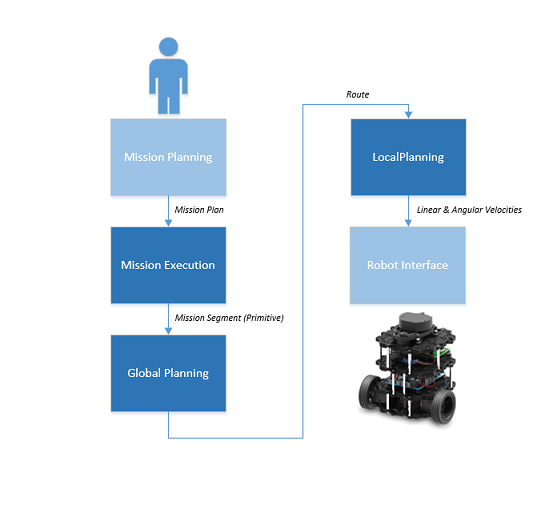 Mission Planning
Mission Plan
Mission Execution
Mission Segment (Primitive)
Global Planning
Route
LocalPlanning
Linear & Angular Velocities
Robot Interface